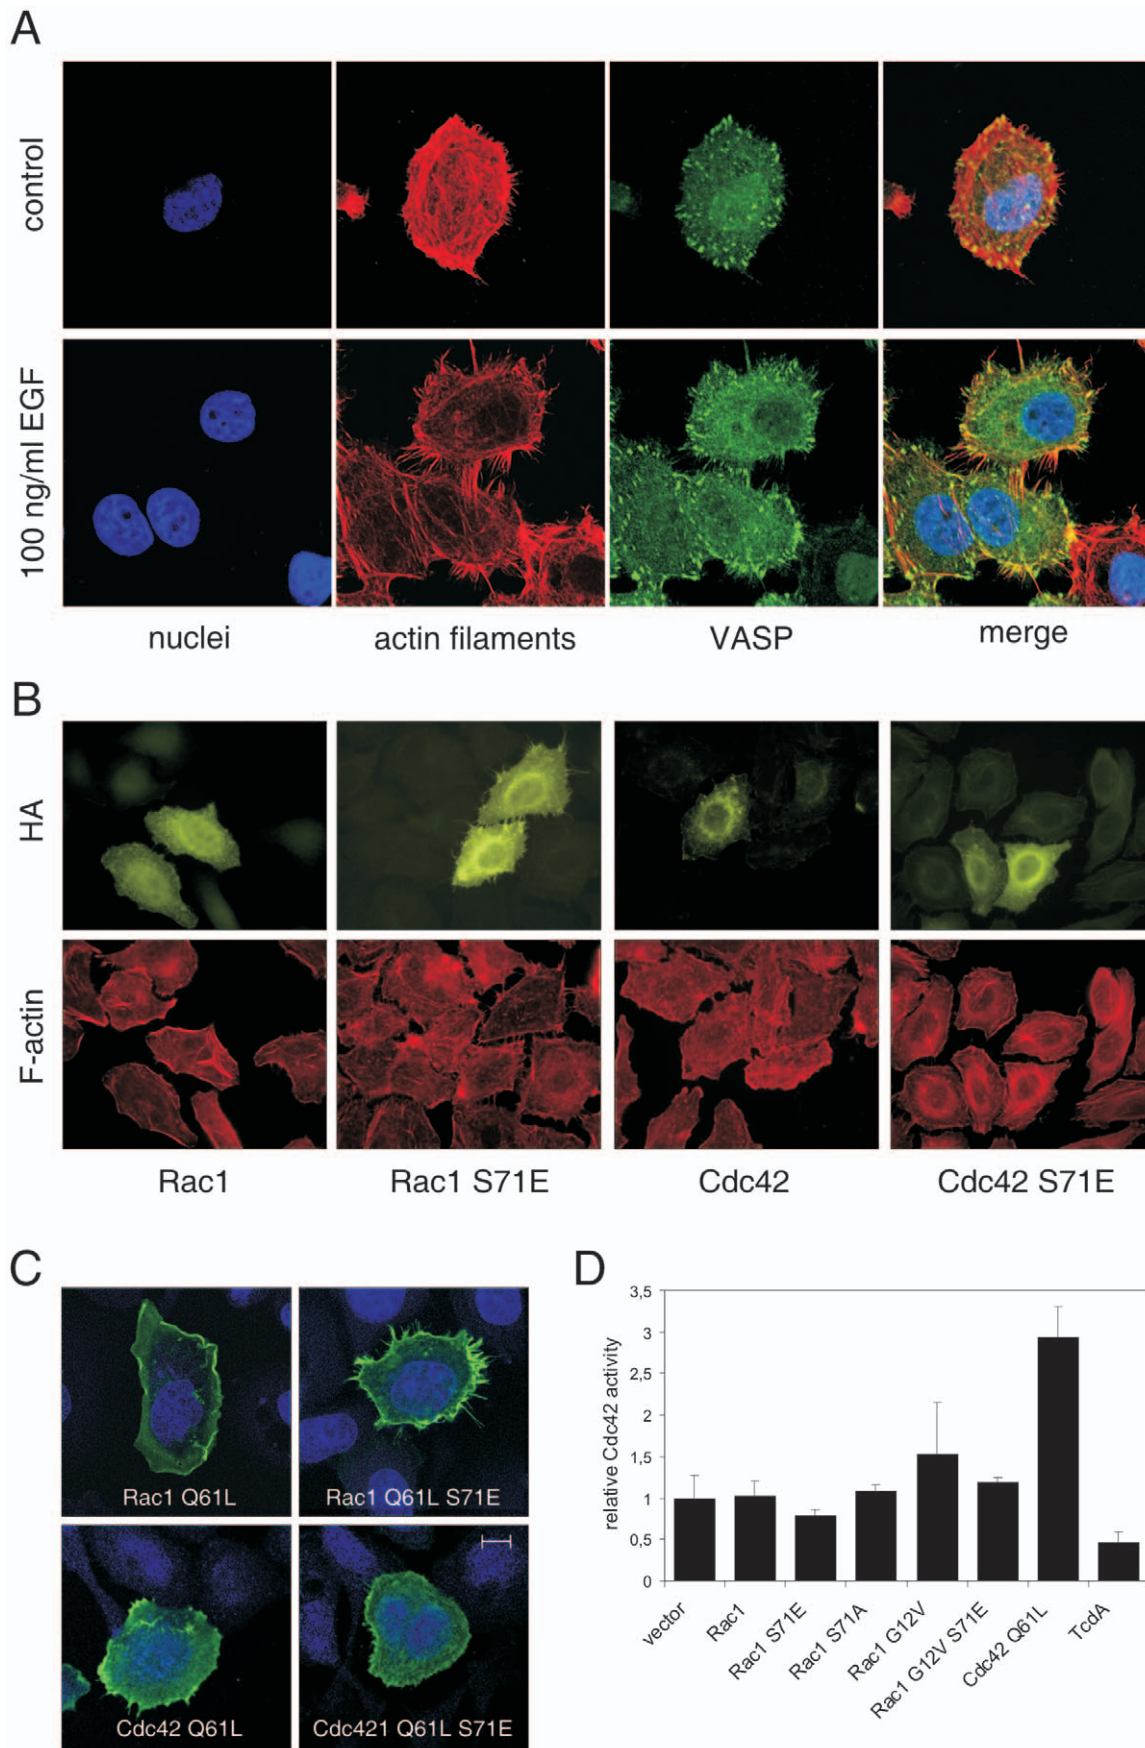 A
control
100 ng/ml EGF
nuclei
actin filaments
VASP
merge
B
HA
F-actin
Rac1
Rac1 S71E
Cdc42
Cdc42 S71E
C
Rac1 Q61L
Rac1 Q61L S71E
Cdc42 Q61L
Cdc421 Q61L S71E
D
relative Cdc42 activity
3,5
3
2,5
2
1,5
1
0,5
0
vector
Rac1
Rac1 S71E
Rac1 S71A
Rac1 G12V
Rac1 G12V S71E
Cdc42 Q61L
TcdA